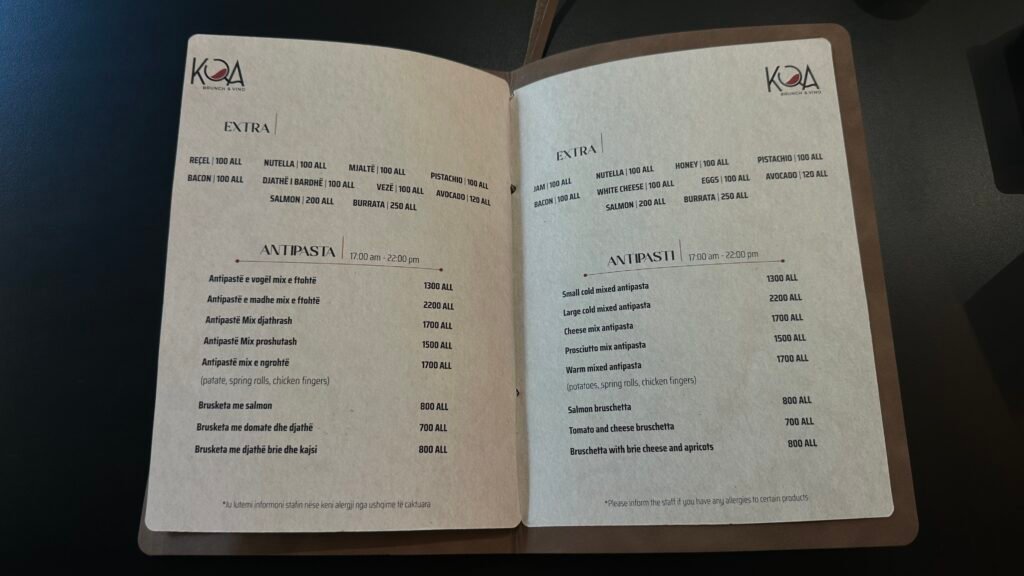 KOA
BRUNCH & VINO
EXTRA
REÇEL | 100 ALL NUTELLA | 100 ALL MJALTË | 100 ALL PISTACHIO | 100 ALL
BACON | 100 ALL DJATHË I BARDHË | 100 ALL VEZË | 100 ALL AVOCADO | 120 ALL
SALMON | 200 ALL BURRATA | 250 ALL
ANTIPASTA 17:00 am - 22:00 pm
Antipastë e vogël mix e ftohtë 1300 ALL
Antipastë e madhe mix e ftohtë 2200 ALL
Antipastë Mix djathrash 1700 ALL
Antipastë Mix proshutash 1500 ALL
Antipastë mix e ngrohtë 1700 ALL
(patate, spring rolls, chicken fingers)
Brusketa me salmon 800 ALL
Brusketa me domate dhe djathë 700 ALL
Brusketa me djathë brie dhe kajsi 800 ALL
*Ju lutemi informoni stafin nëse keni alergji nga ushqime të caktuara
KOA
BRUNCH & VINO
EXTRA
JAM | 100 ALL NUTELLA | 100 ALL HONEY | 100 ALL PISTACHIO | 100 ALL
BACON | 100 ALL WHITE CHEESE | 100 ALL EGGS | 100 ALL AVOCADO | 120 ALL
SALMON | 200 ALL BURRATA | 250 ALL
ANTIPASTI 17:00 am - 22:00 pm
Small cold mixed antipasta 1300 ALL
Large cold mixed antipasta 2200 ALL
Cheese mix antipasta 1700 ALL
Prosciutto mix antipasta 1500 ALL
Warm mixed antipasta 1700 ALL
(potatoes, spring rolls, chicken fingers)
Salmon bruschetta 800 ALL
Tomato and cheese bruschetta 700 ALL
Bruschetta with brie cheese and apricots 800 ALL
*Please inform the staff if you have any allergies to certain products